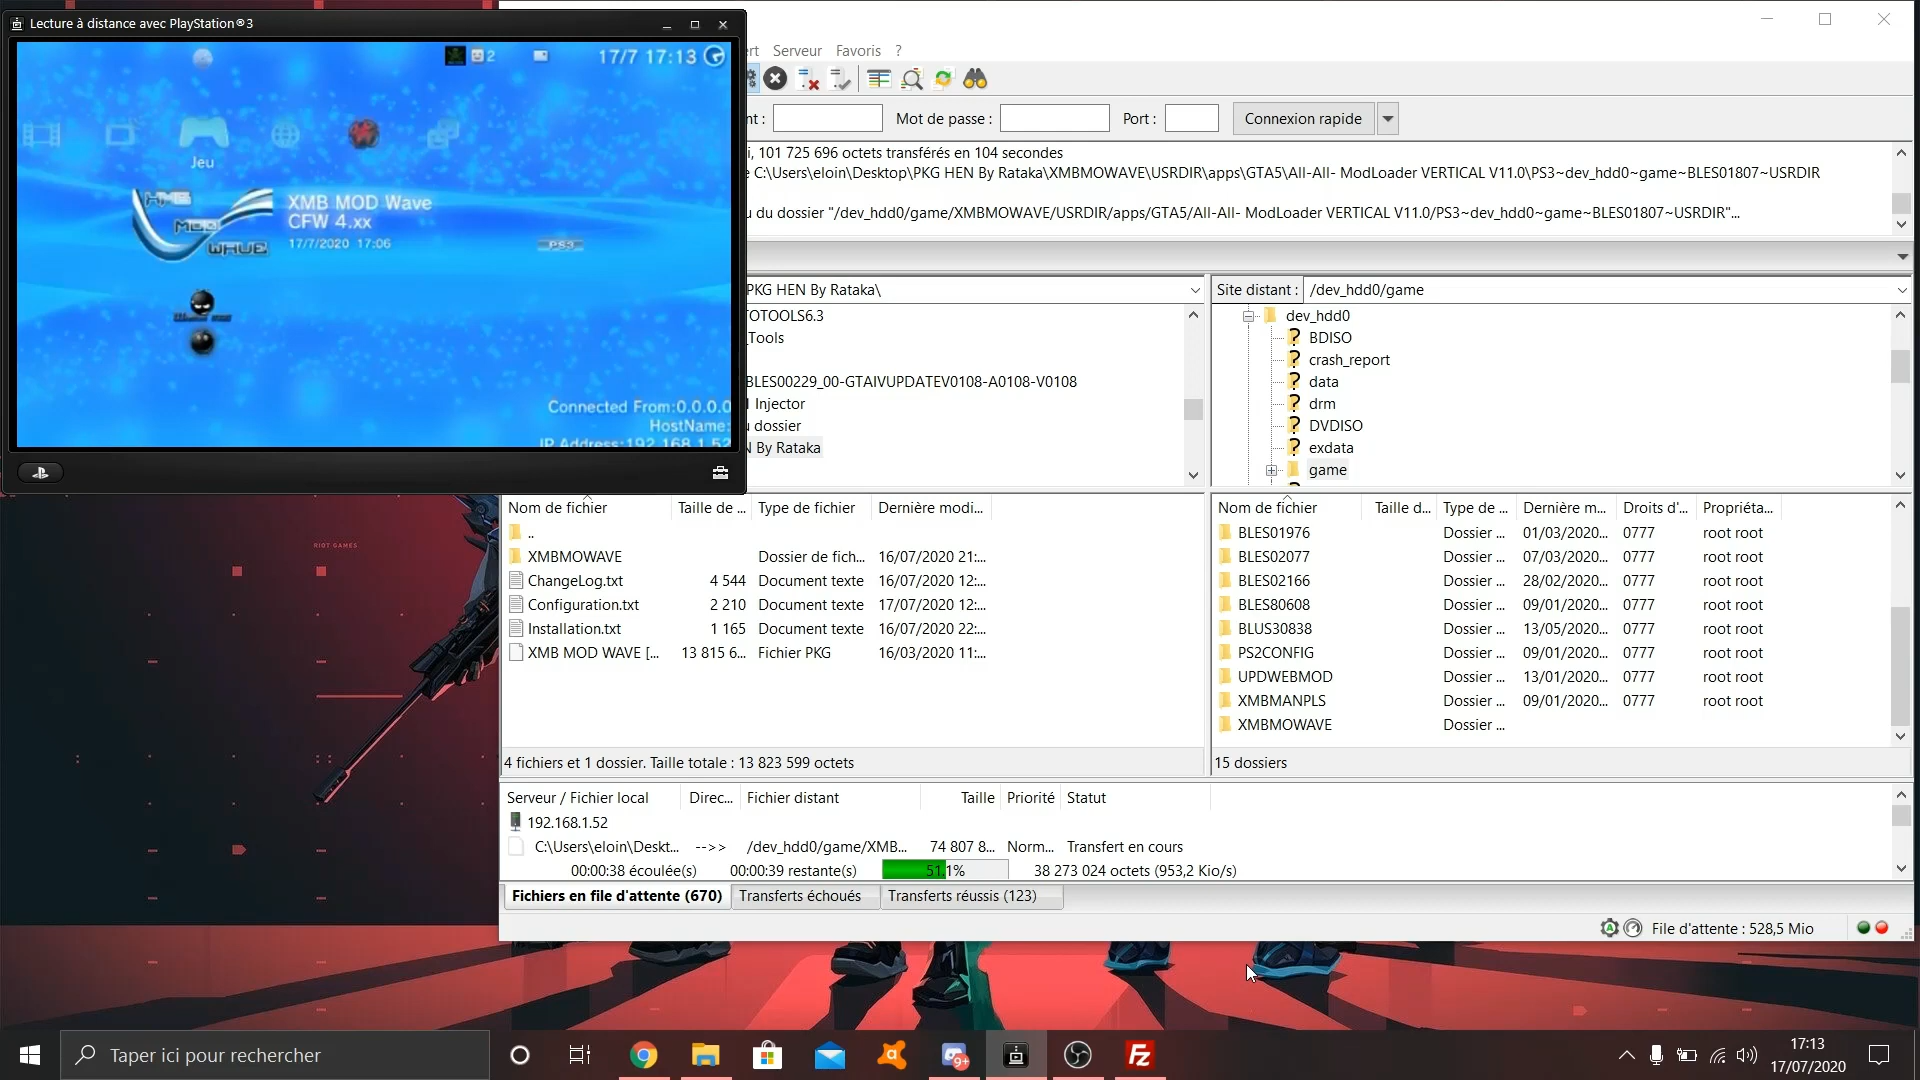 Lecture à distance avec PlayStation®3
2
17/7 17:13
Jeu
XMB MOD Wave
CFW 4.xx
17/7/2020 17:06
PS3
XMB
MOD
WAVE
Connected From:0.0.0.0
HostName:
IP Address:192.168.1.52
RIOT GAMES
ert Serveur Favoris ?
nt : Mot de passe : Port : Connexion rapide
i, 101 725 696 octets transférés en 104 secondes
e C:\Users\eloin\Desktop\PKG HEN By Rataka\XMBMOWAVE\USRDIR\apps\GTA5\All-All- ModLoader VERTICAL V11.0\PS3~dev_hdd0~game~BLES01807~USRDIR
u du dossier "/dev_hdd0/game/XMBMOWAVE/USRDIR/apps/GTA5/All-All- ModLoader VERTICAL V11.0/PS3~dev_hdd0~game~BLES01807~USRDIR"...
PKG HEN By Rataka\
OTOOLS6.3
_Tools
BLES00229_00-GTAIVUPDATEV0108-A0108-V0108
Injector
dossier
By Rataka
Site distant : /dev_hdd0/game
dev_hdd0
BDISO
crash_report
data
drm
DVDISO
exdata
game
Nom de fichier Taille de ... Type de fichier Dernière modi...
..
XMBMOWAVE Dossier de fich... 16/07/2020 21:...
ChangeLog.txt 4 544 Document texte 16/07/2020 12:...
Configuration.txt 2 210 Document texte 17/07/2020 12:...
Installation.txt 1 165 Document texte 16/07/2020 22:...
XMB MOD WAVE [... 13 815 6... Fichier PKG 16/03/2020 11:...
4 fichiers et 1 dossier. Taille totale : 13 823 599 octets
Nom de fichier Taille d... Type de ... Dernière m... Droits d'... Propriéta...
BLES01976 Dossier ... 01/03/2020... 0777 root root
BLES02077 Dossier ... 07/03/2020... 0777 root root
BLES02166 Dossier ... 28/02/2020... 0777 root root
BLES80608 Dossier ... 09/01/2020... 0777 root root
BLUS30838 Dossier ... 13/05/2020... 0777 root root
PS2CONFIG Dossier ... 09/01/2020... 0777 root root
UPDWEBMOD Dossier ... 13/01/2020... 0777 root root
XMBMANPLS Dossier ... 09/01/2020... 0777 root root
XMBMOWAVE Dossier ...
15 dossiers
Serveur / Fichier local Direc... Fichier distant Taille Priorité Statut
192.168.1.52
C:\Users\eloin\Deskt... -->> /dev_hdd0/game/XMB... 74 807 8... Norm... Transfert en cours
00:00:38 écoulée(s) 00:00:39 restante(s) 51.1% 38 273 024 octets (953,2 Kio/s)
Fichiers en file d'attente (670) Transferts échoués Transferts réussis (123)
File d'attente : 528,5 Mio
Taper ici pour rechercher
9+
17:13
17/07/2020